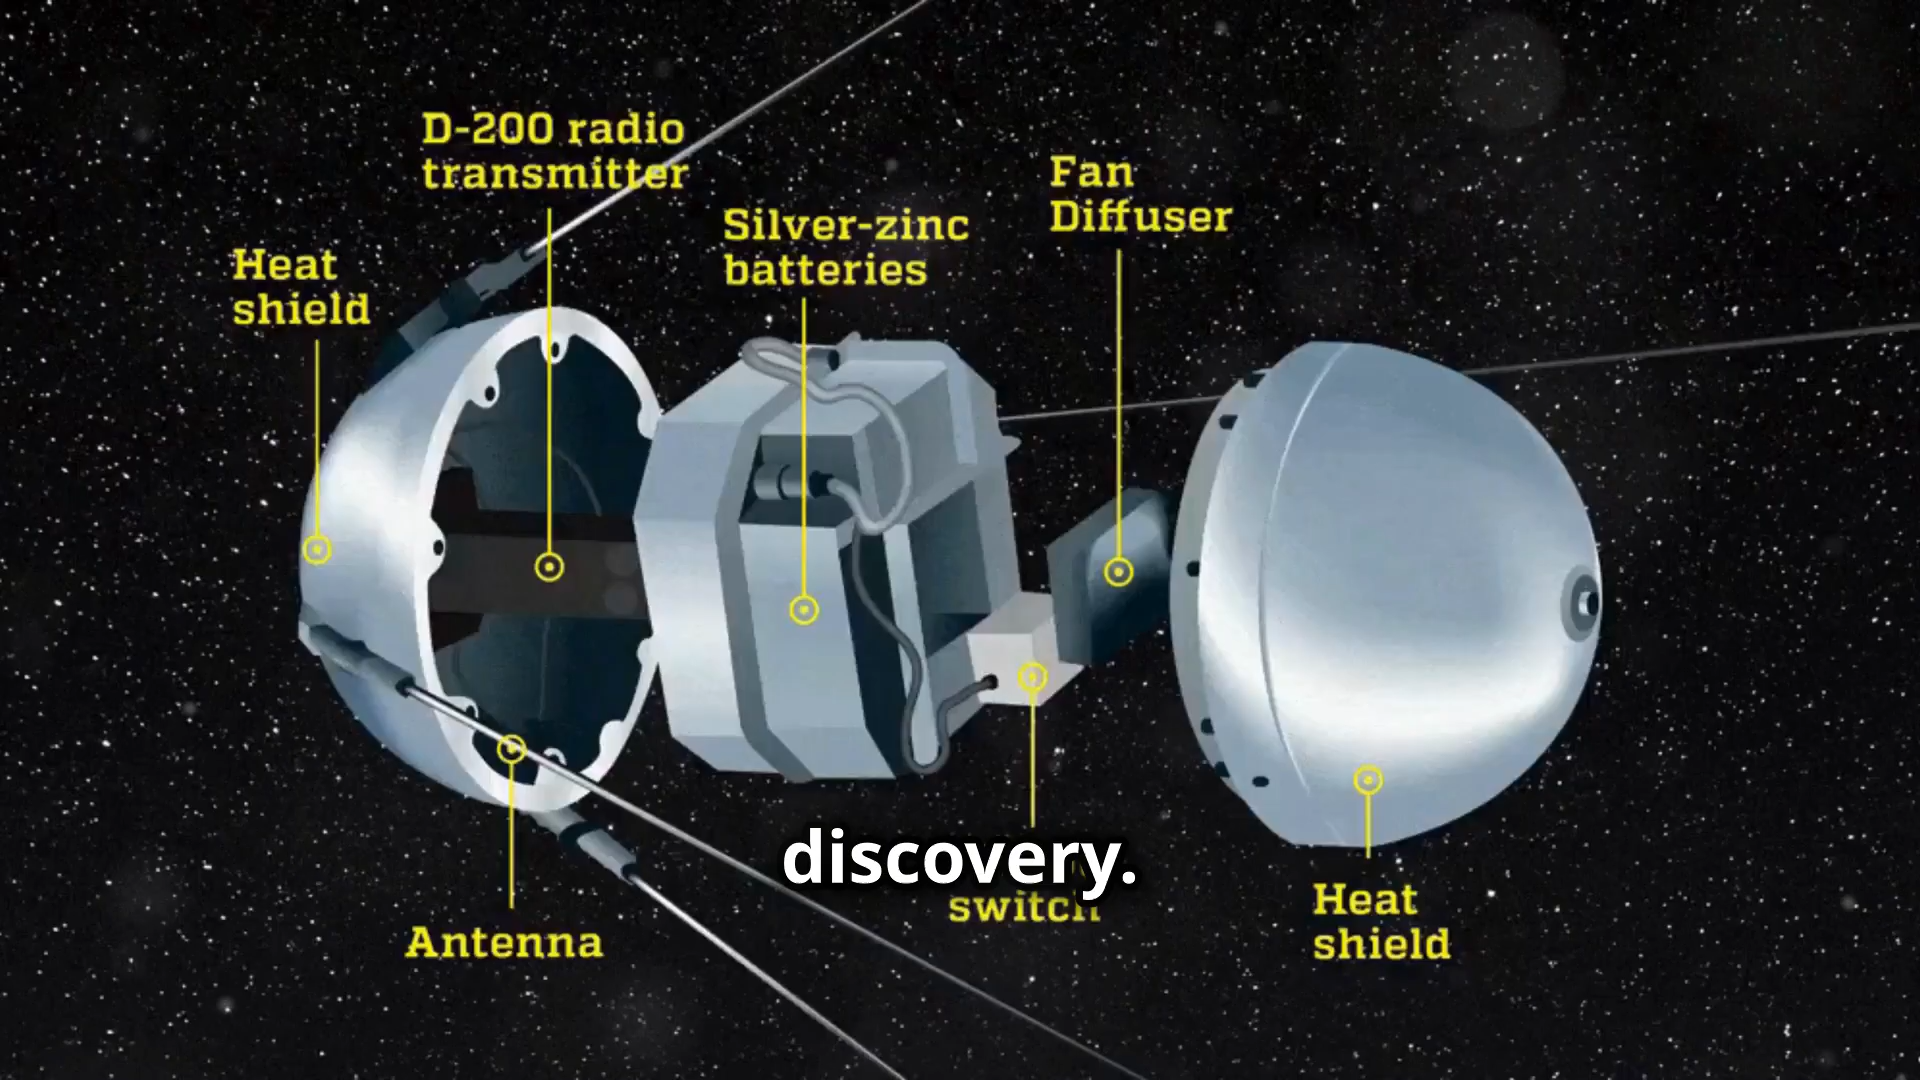 D-200 radio
transmitter
Fan
Diffuser
Silver-zinc
batteries
Heat
shield
discovery.
switch
Heat
shield
Antenna